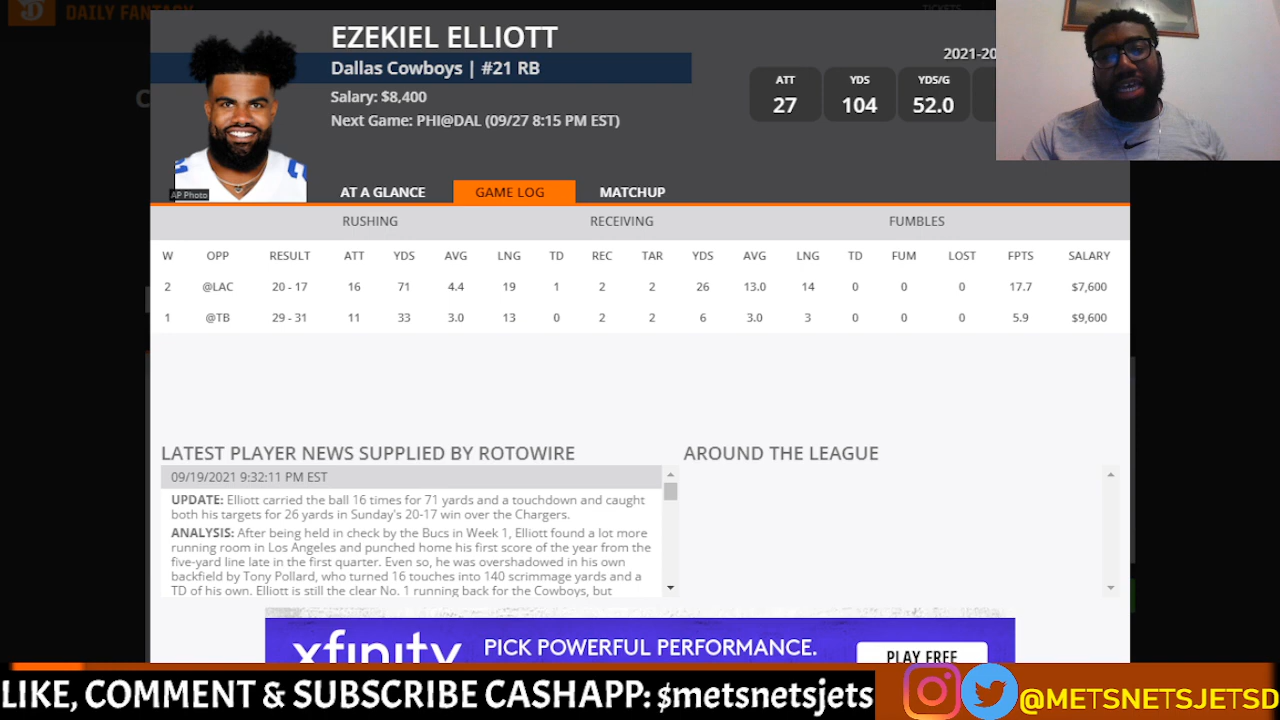 DAILY FANTASY
TICKETS
EZEKIEL ELLIOTT
Dallas Cowboys | #21 RB
Salary: $8,400
Next Game: PHI@DAL (09/27 8:15 PM EST)
2021-20
ATT YDS YDS/G
27 104 52.0
AP Photo
AT A GLANCE GAME LOG MATCHUP
RUSHING RECEIVING FUMBLES
W OPP RESULT ATT YDS AVG LNG TD REC TAR YDS AVG LNG TD FUM LOST FPTS SALARY
2 @LAC 20 - 17 16 71 4.4 19 1 2 2 26 13.0 14 0 0 0 17.7 $7,600
1 @TB 29 - 31 11 33 3.0 13 0 2 2 6 3.0 3 0 0 0 5.9 $9,600
LATEST PLAYER NEWS SUPPLIED BY ROTOWIRE
AROUND THE LEAGUE
09/19/2021 9:32:11 PM EST
UPDATE: Elliott carried the ball 16 times for 71 yards and a touchdown and caught
both his targets for 26 yards in Sunday's 20-17 win over the Chargers.
ANALYSIS: After being held in check by the Bucs in Week 1, Elliott found a lot more
running room in Los Angeles and punched home his first score of the year from the
five-yard line late in the first quarter. Even so, he was overshadowed in his own
backfield by Tony Pollard, who turned 16 touches into 140 scrimmage yards and a
TD of his own. Elliott is still the clear No. 1 running back for the Cowboys, but
xfinity PICK POWERFUL PERFORMANCE. PLAY FREE
LIKE, COMMENT & SUBSCRIBE CASHAPP: $metsnetsjets
@METSNETSJETSD